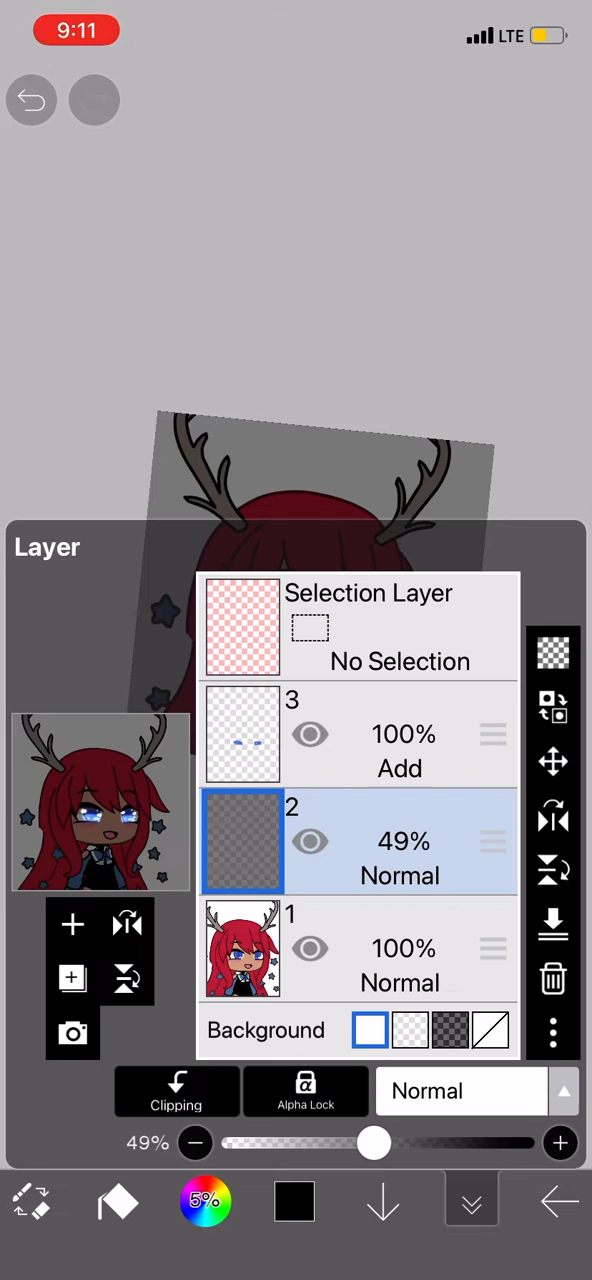 9:11
LTE
Layer
Selection Layer
No Selection
3
100%
Add
2
49%
Normal
1
100%
Normal
Background
Clipping
α
Alpha Lock
Normal
49%
5%